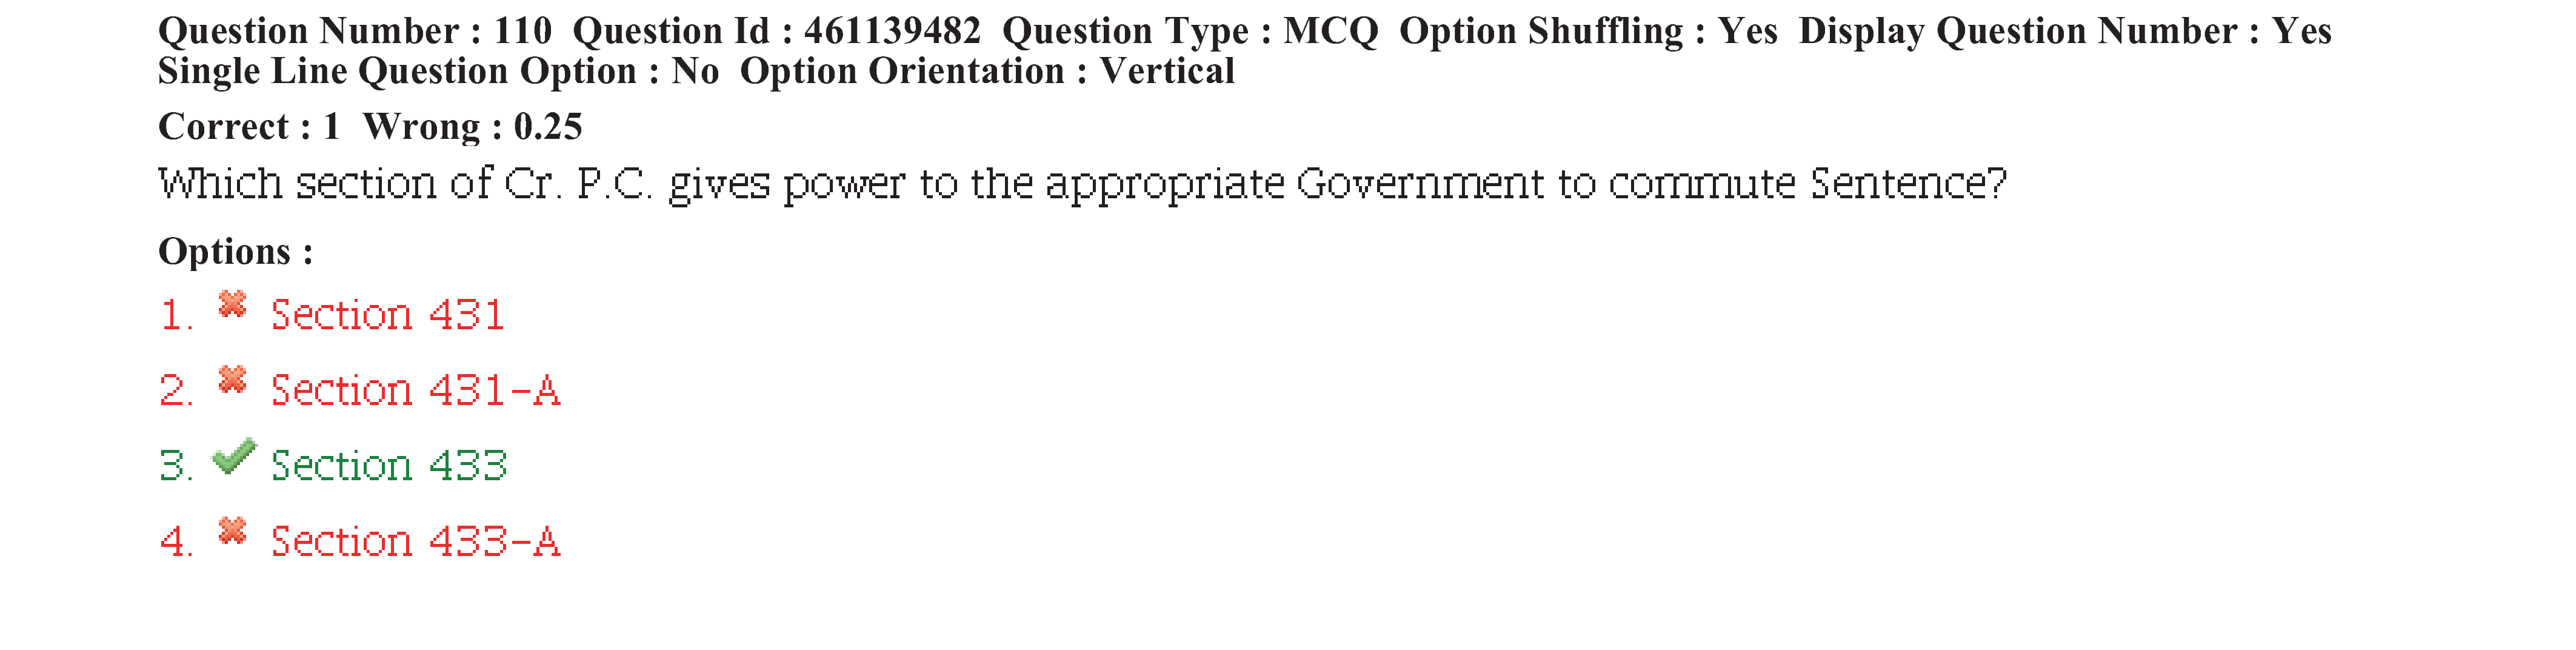 Question Number : 110 Question Id : 461139482 Question Type : MCQ Option Shuffling : Yes Display Question Number : Yes
Single Line Question Option : No Option Orientation : Vertical
Correct : 1 Wrong : 0.25
Which section of Cr. P.C. gives power to the appropriate Government to commute Sentence?
Options :
1. Section 431
2. Section 431-A
3. Section 433
4. Section 433-A